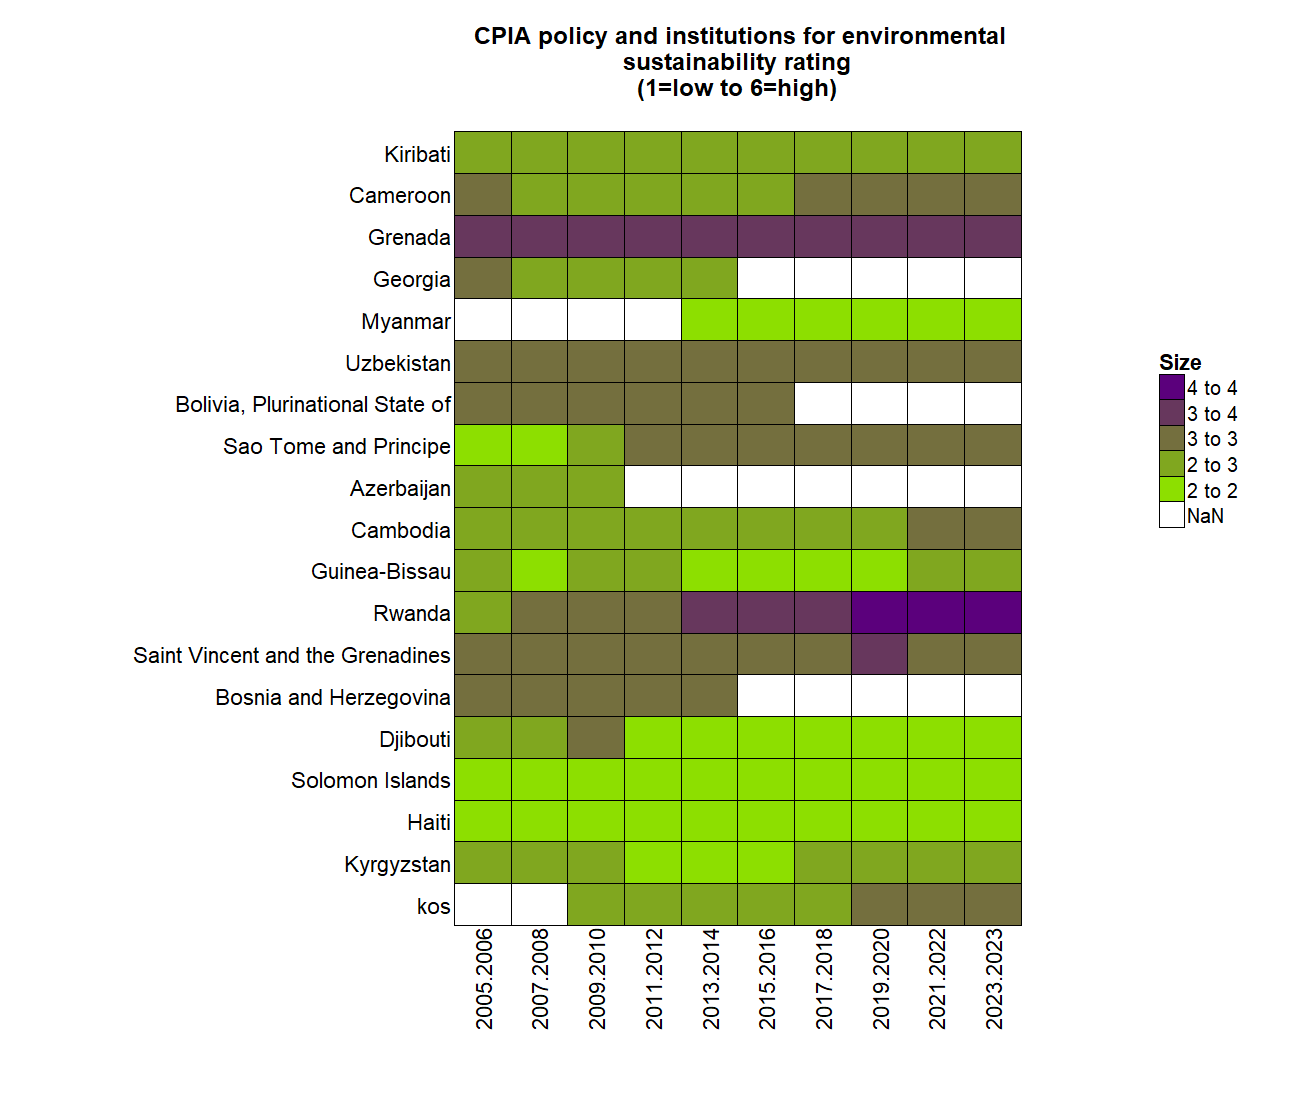 CPIA policy and institutions for environmental
sustainability rating
(1=low to 6=high)
Kiribati
Cameroon
Grenada
Georgia
Myanmar
Uzbekistan
Bolivia, Plurinational State of
Sao Tome and Principe
Azerbaijan
Cambodia
Guinea-Bissau
Rwanda
Saint Vincent and the Grenadines
Bosnia and Herzegovina
Djibouti
Solomon Islands
Haiti
Kyrgyzstan
kos
2005.2006
2007.2008
2009.2010
2011.2012
2013.2014
2015.2016
2017.2018
2019.2020
2021.2022
2023.2023
Size
4 to 4
3 to 4
3 to 3
2 to 3
2 to 2
NaN